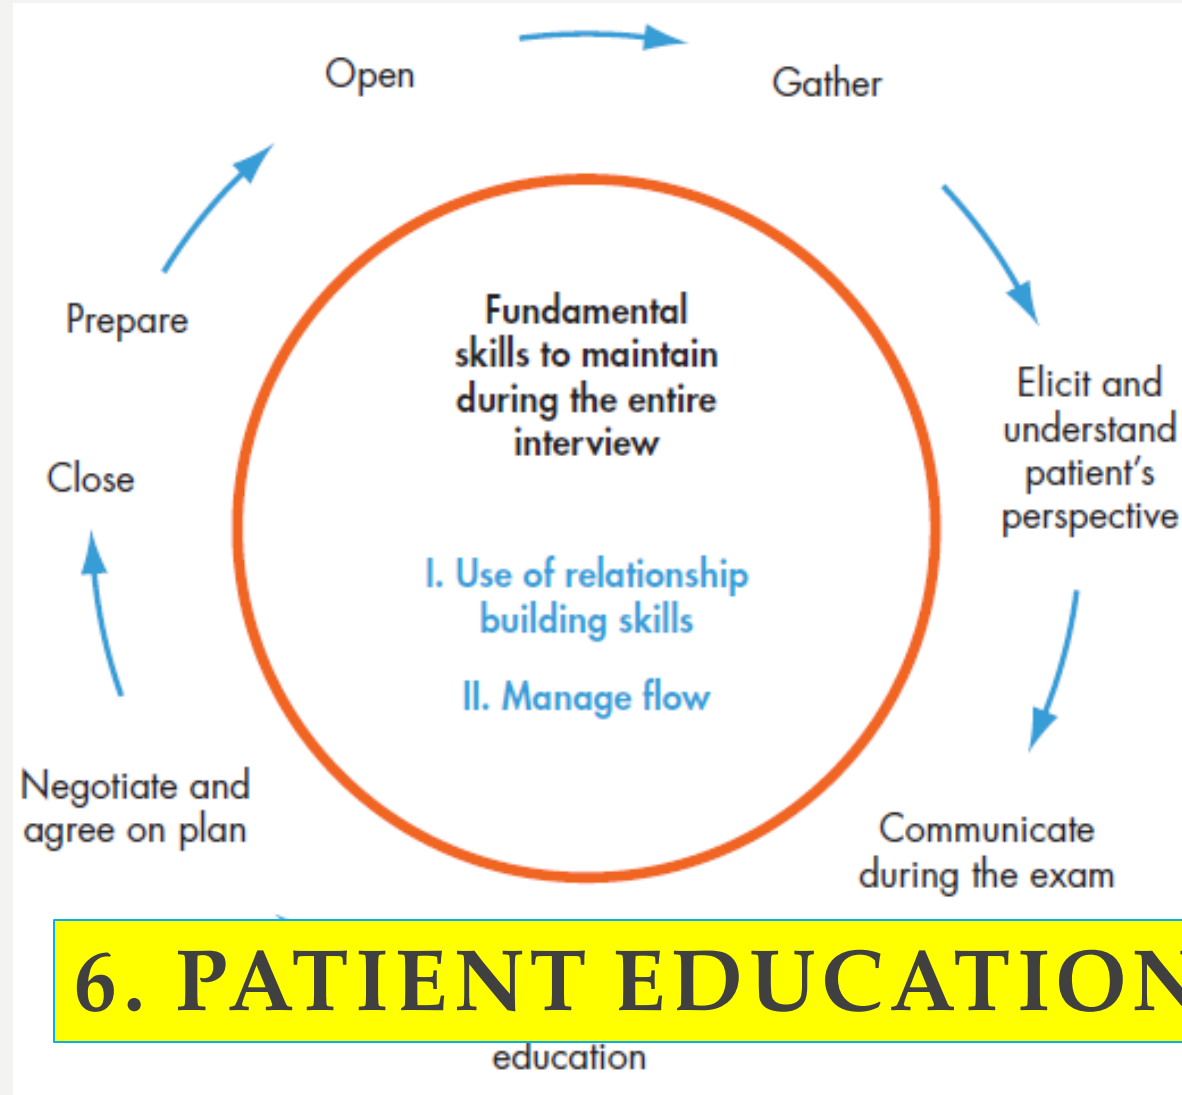 Open
Gather
Prepare
Fundamental
skills to maintain
during the entire
interview
Elicit and
understand
patient’s
perspective
Close
I. Use of relationship
building skills
II. Manage flow
Negotiate and
agree on plan
Communicate
during the exam
6. PATIENT EDUCATION
education